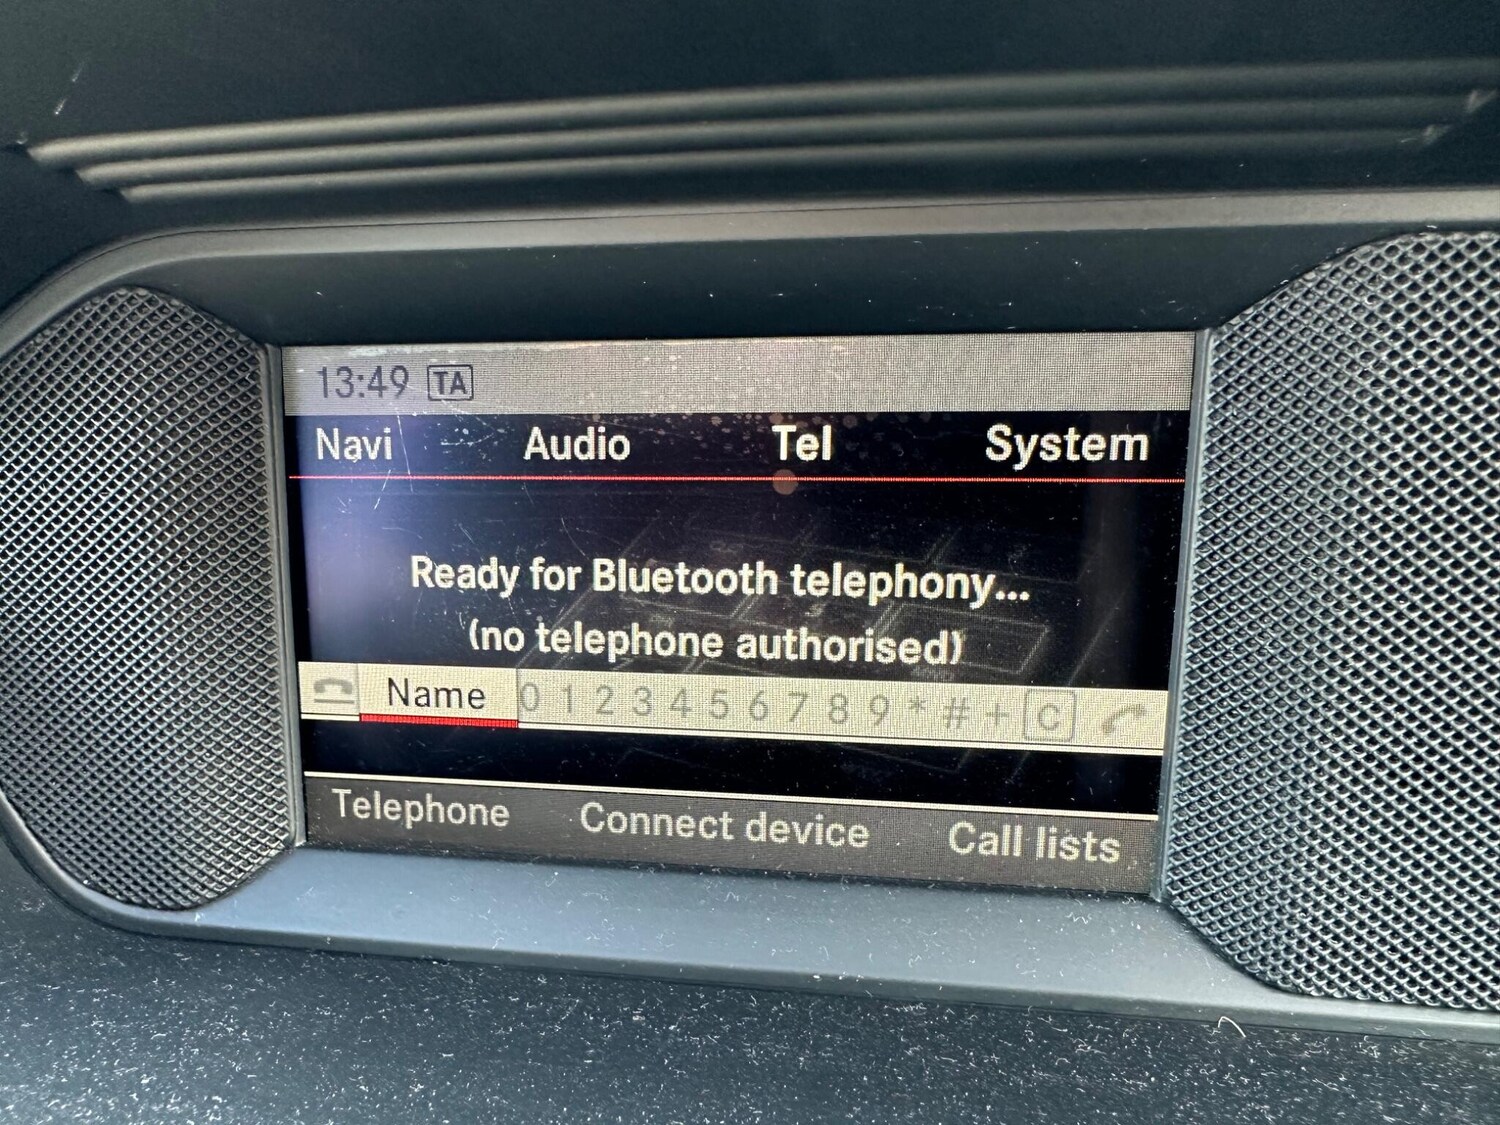 13:49 TA
Navi Audio Tel System
Ready for Bluetooth telephony...
(no telephone authorised)
Name 0 1 2 3 4 5 6 7 8 9 * # + C
Telephone Connect device Call lists